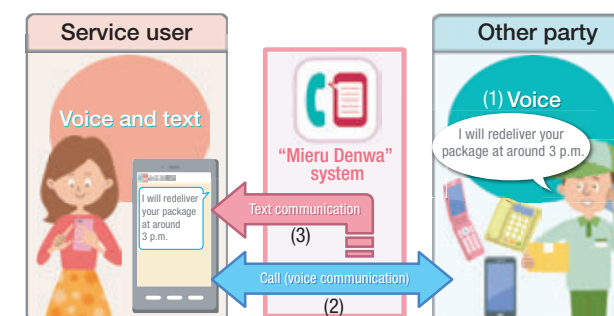 Service user
Voice and text
I will redeliver
your package
at around
3 p.m.
"Mieru Denwa"
system
Text communication
(3)
Call (voice communication)
(2)
Other party
(1) Voice
I will redeliver your
package at around 3 p.m.